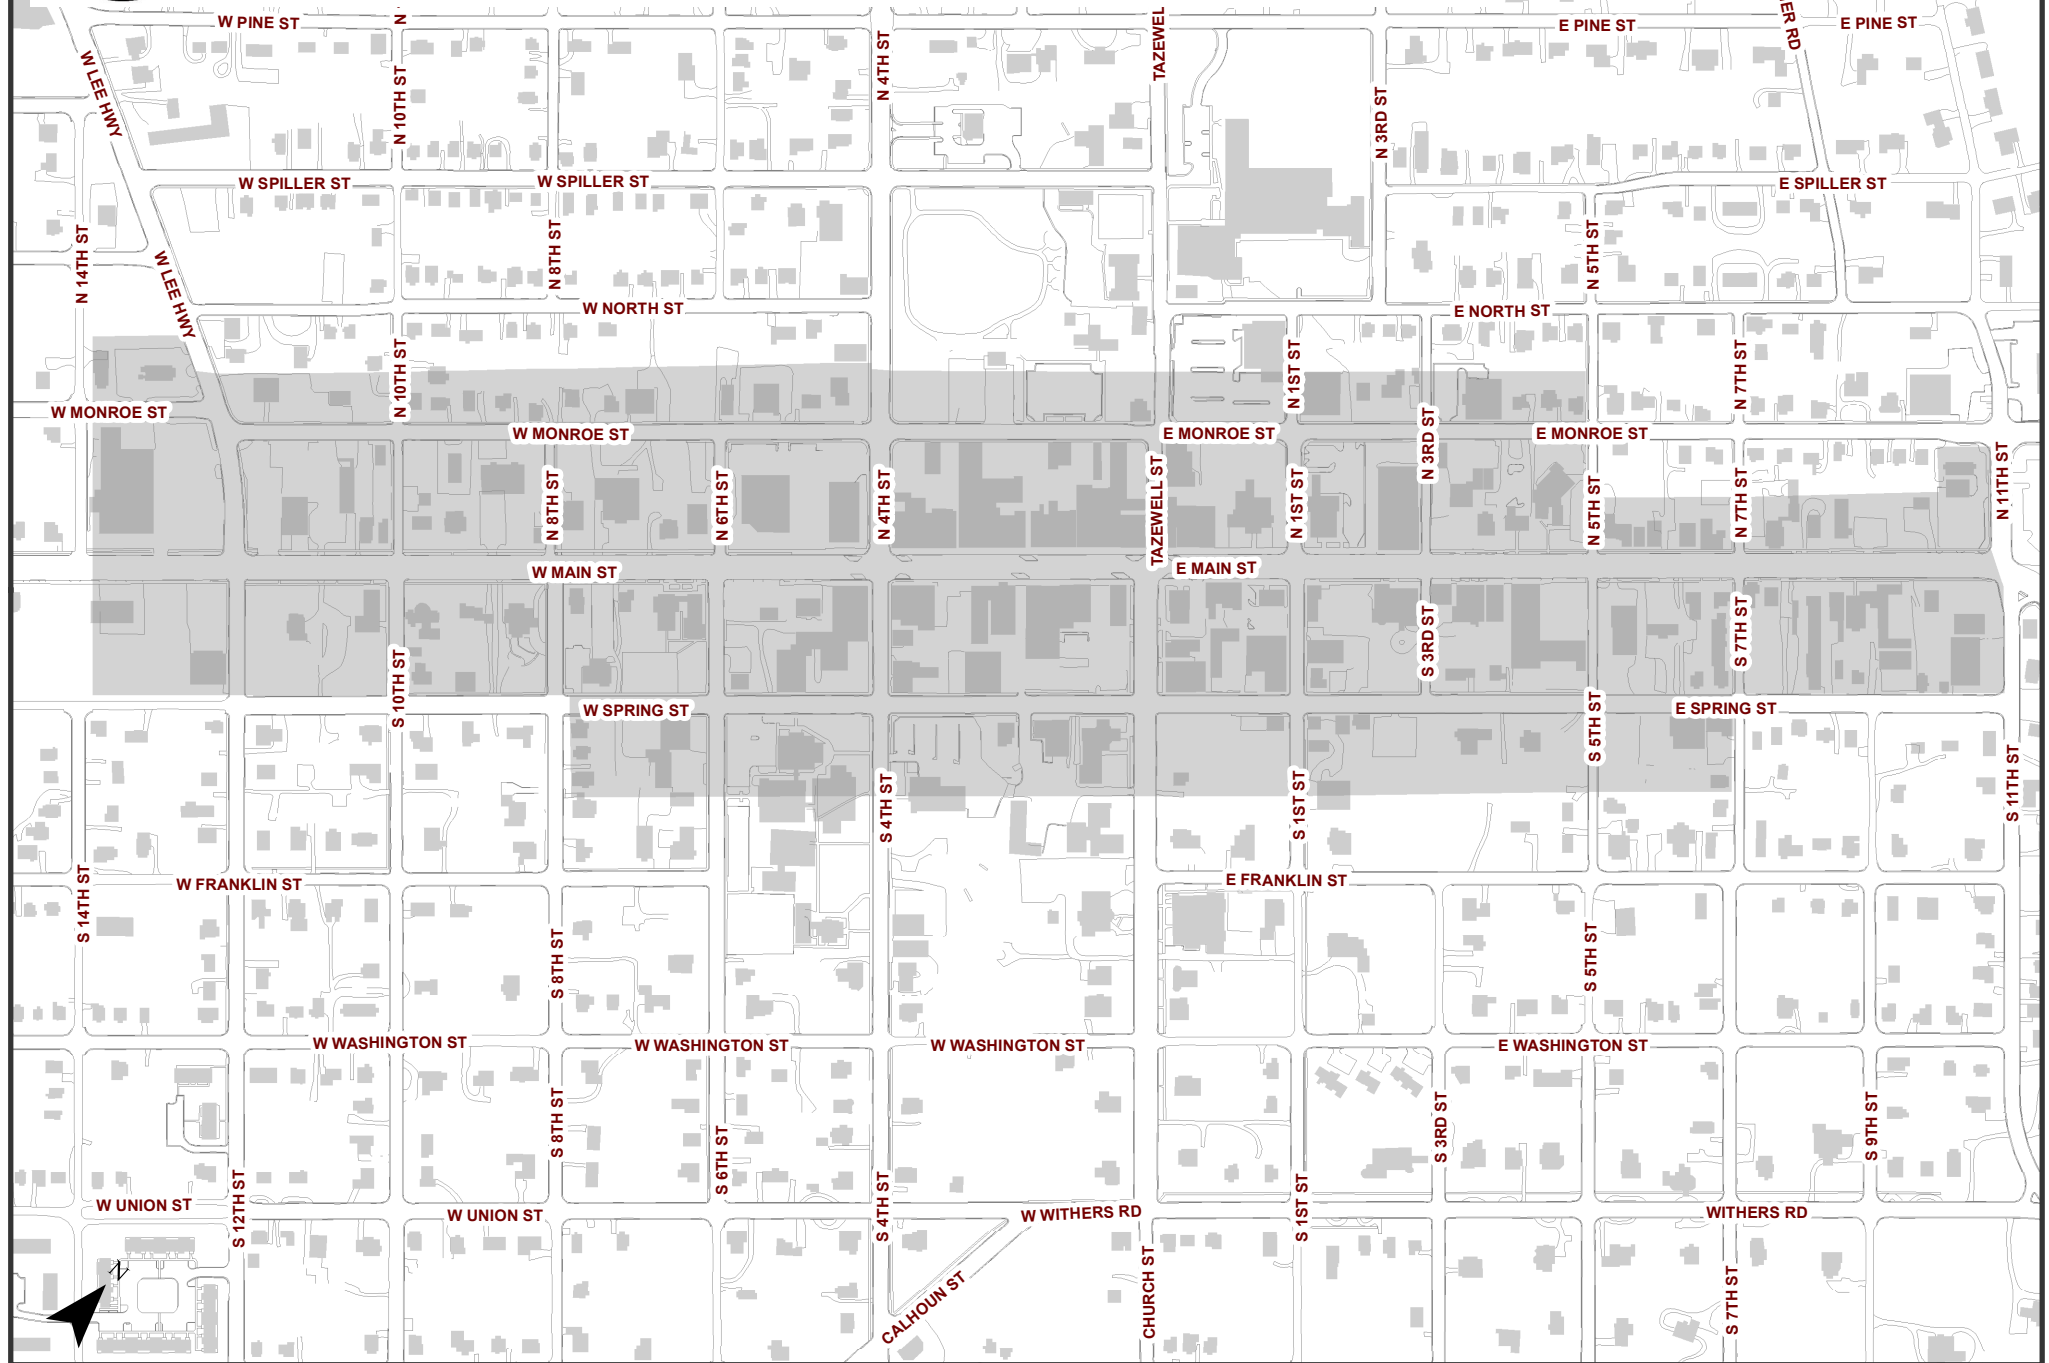 W PINE ST
E PINE ST
E PINE ST
ER RD
N
TAZEWEL
W LEE HWY
N 10TH ST
N 4TH ST
N 3RD ST
W SPILLER ST
W SPILLER ST
E SPILLER ST
N 14TH ST
W LEE HWY
N 8TH ST
N 5TH ST
W NORTH ST
E NORTH ST
N 10TH ST
N 1ST ST
N 7TH ST
W MONROE ST
W MONROE ST
E MONROE ST
E MONROE ST
N 3RD ST
N 8TH ST
N 6TH ST
N 4TH ST
TAZEWELL ST
N 1ST ST
N 5TH ST
N 7TH ST
N 11TH ST
W MAIN ST
E MAIN ST
S 10TH ST
S 3RD ST
S 7TH ST
W SPRING ST
E SPRING ST
S 5TH ST
S 4TH ST
S 1ST ST
S 11TH ST
S 14TH ST
W FRANKLIN ST
E FRANKLIN ST
S 8TH ST
S 5TH ST
W WASHINGTON ST
W WASHINGTON ST
W WASHINGTON ST
E WASHINGTON ST
S 8TH ST
S 6TH ST
S 3RD ST
S 9TH ST
W UNION ST
S 12TH ST
W UNION ST
S 4TH ST
W WITHERS RD
S 1ST ST
WITHERS RD
N
CALHOUN ST
CHURCH ST
S 7TH ST